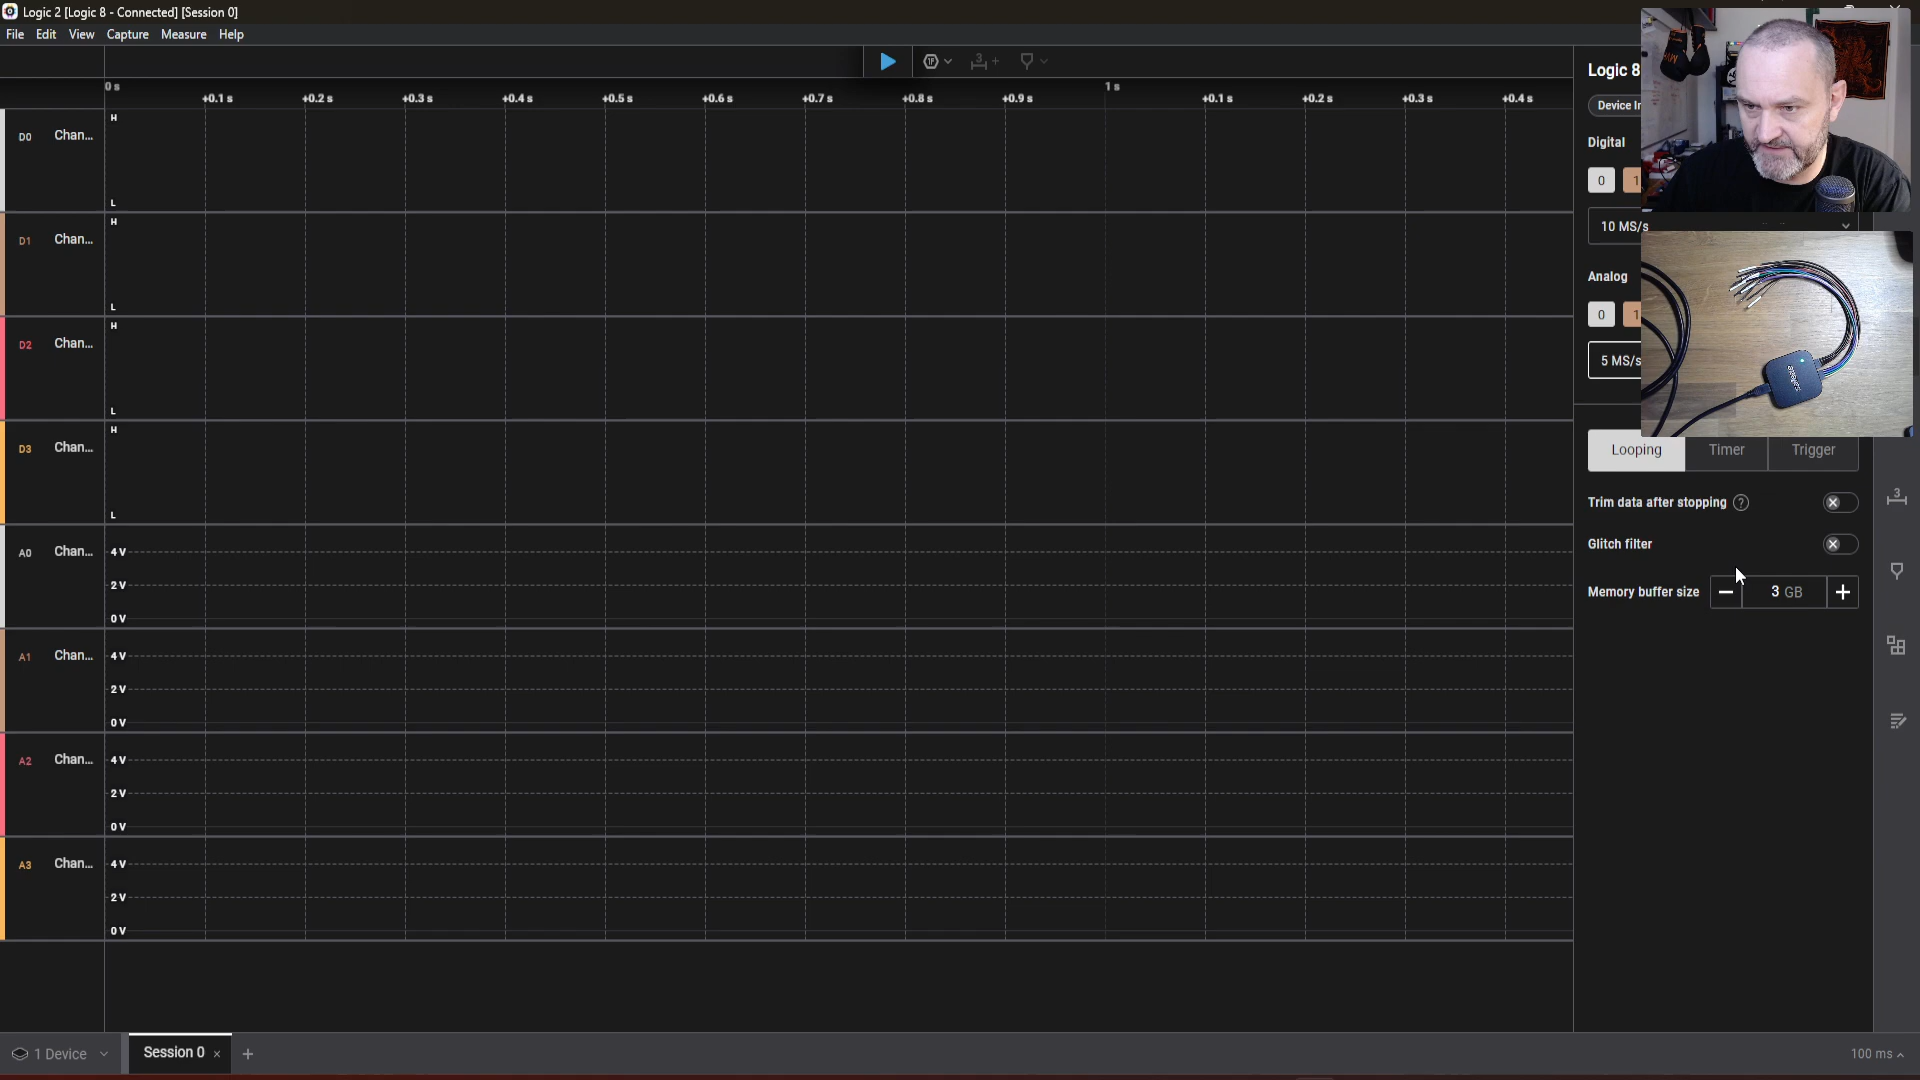 Logic 2 [Logic 8 - Connected] [Session 0]
File Edit View Capture Measure Help
0 s
+0.1 s +0.2 s +0.3 s +0.4 s +0.5 s +0.6 s +0.7 s +0.8 s +0.9 s
1 s
+0.1 s +0.2 s +0.3 s +0.4 s
D0 Chan...
H
L
D1 Chan...
H
L
D2 Chan...
H
L
D3 Chan...
H
L
A0 Chan...
4 V
2 V
0 V
A1 Chan...
4 V
2 V
0 V
A2 Chan...
4 V
2 V
0 V
A3 Chan...
4 V
2 V
0 V
Logic 8
Device In
Digital
0 1
10 MS/s
Analog
0 1
5 MS/s
Looping Timer Trigger
Trim data after stopping ?
Glitch filter
Memory buffer size 3 GB
3
1 Device
Session 0
100 ms